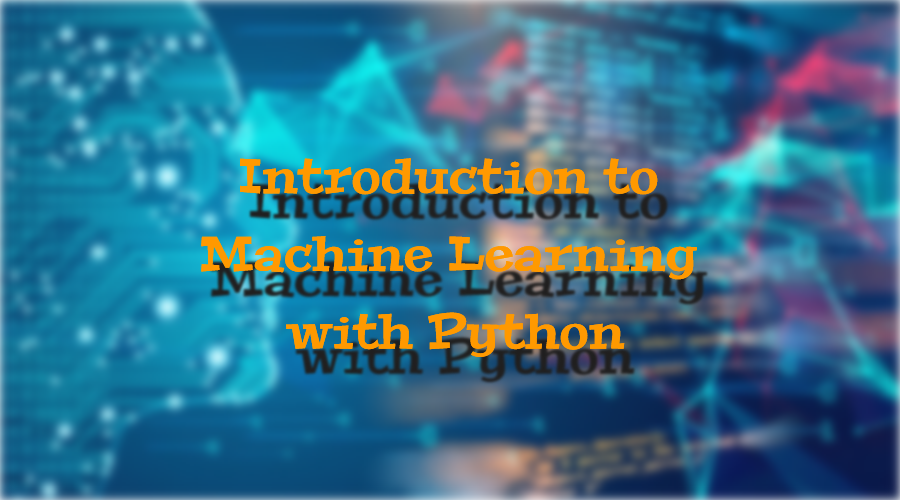 Introduction to
Machine Learning
with Python